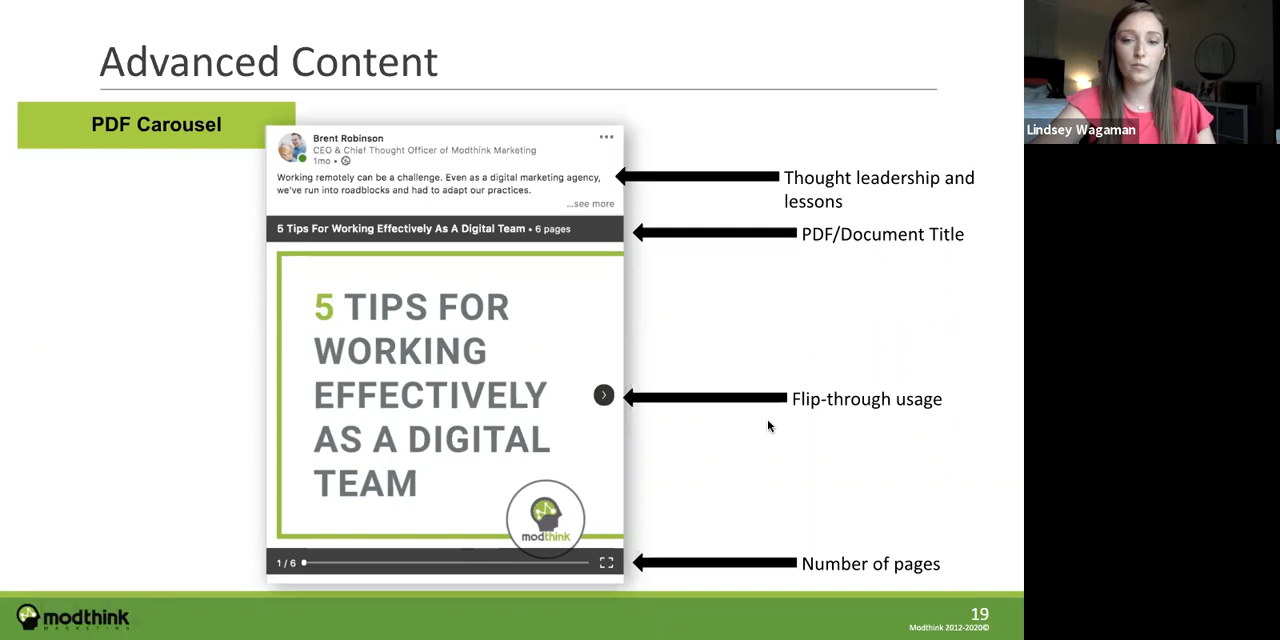 Advanced Content
PDF Carousel
Brent Robinson
CEO & Chief Thought Officer of Modthink Marketing
1mo •
Working remotely can be a challenge. Even as a digital marketing agency,
we've run into roadblocks and had to adapt our practices.
...see more
5 Tips For Working Effectively As A Digital Team • 6 pages
5 TIPS FOR
WORKING
EFFECTIVELY
AS A DIGITAL
TEAM
modthink
1 / 6
Thought leadership and
lessons
PDF/Document Title
Flip-through usage
Number of pages
modthink
MARKETING
19
Modthink 2012-2020©
Lindsey Wagaman